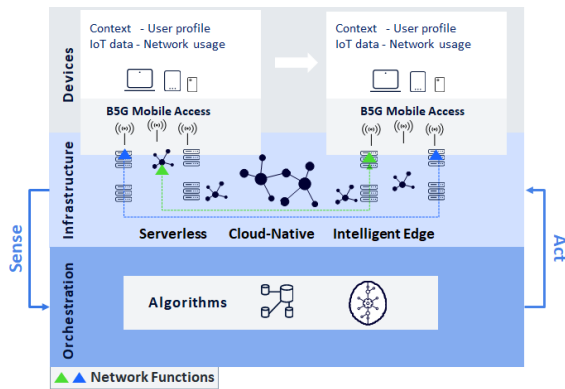 Context - User profile
IoT data - Network usage
Context - User profile
IoT data - Network usage
Devices
B5G Mobile Access
B5G Mobile Access
Infrastructure
Serverless
Cloud-Native
Intelligent Edge
Sense
Act
Orchestration
Algorithms
Network Functions